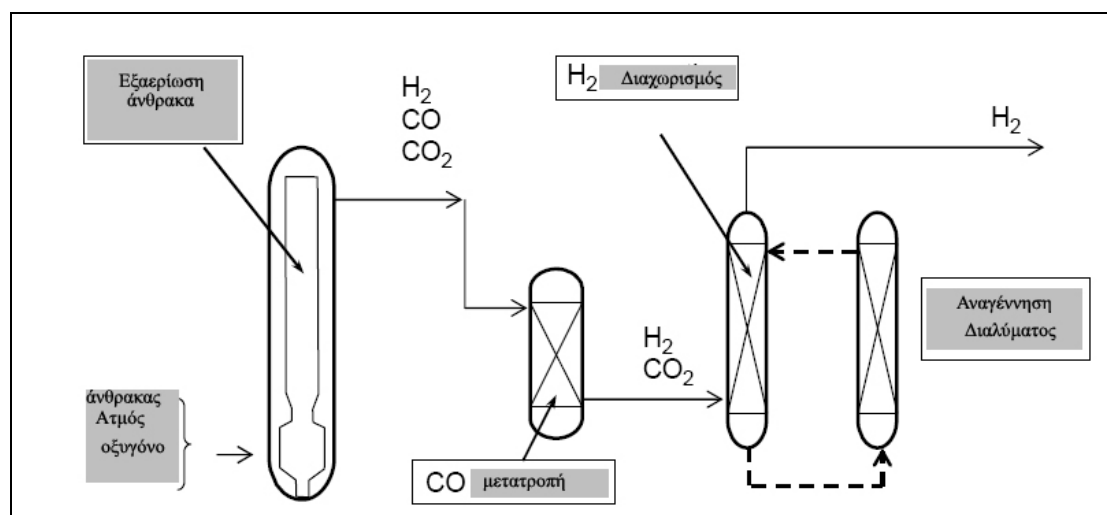 Εξαερίωση
άνθρακα
H2
CO
CO2
H2 Διαχωρισμός
H2
Αναγέννηση
Διαλύματος
H2
CO2
άνθρακας
Ατμός
οξυγόνο
CO μετατροπή